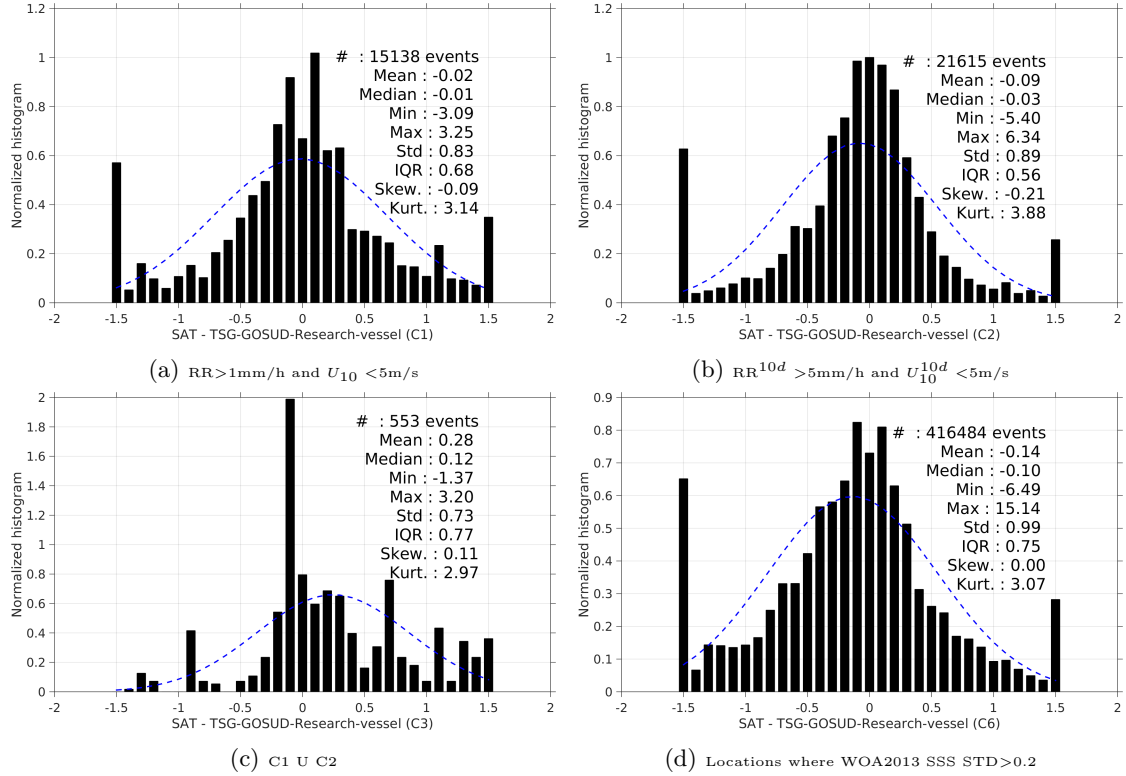 1.2
1
0.8
0.6
0.4
0.2
0
Normalized histogram
# : 15138 events
Mean : -0.02
Median : -0.01
Min : -3.09
Max : 3.25
Std : 0.83
IQR : 0.68
Skew. : -0.09
Kurt. : 3.14
-2 -1.5 -1 -0.5 0 0.5 1 1.5 2
SAT - TSG-GOSUD-Research-vessel (C1)
(a) RR>1mm/h and U10 <5m/s
1.2
1
0.8
0.6
0.4
0.2
0
Normalized histogram
# : 21615 events
Mean : -0.09
Median : -0.03
Min : -5.40
Max : 6.34
Std : 0.89
IQR : 0.56
Skew. : -0.21
Kurt. : 3.88
-2 -1.5 -1 -0.5 0 0.5 1 1.5 2
SAT - TSG-GOSUD-Research-vessel (C2)
(b) RR^10d >5mm/h and U10^10d <5m/s
2
1.8
1.6
1.4
1.2
1
0.8
0.6
0.4
0.2
0
Normalized histogram
# : 553 events
Mean : 0.28
Median : 0.12
Min : -1.37
Max : 3.20
Std : 0.73
IQR : 0.77
Skew. : 0.11
Kurt. : 2.97
-2 -1.5 -1 -0.5 0 0.5 1 1.5 2
SAT - TSG-GOSUD-Research-vessel (C3)
(c) C1 U C2
0.9
0.8
0.7
0.6
0.5
0.4
0.3
0.2
0.1
0
Normalized histogram
# : 416484 events
Mean : -0.14
Median : -0.10
Min : -6.49
Max : 15.14
Std : 0.99
IQR : 0.75
Skew. : 0.00
Kurt. : 3.07
-2 -1.5 -1 -0.5 0 0.5 1 1.5 2
SAT - TSG-GOSUD-Research-vessel (C6)
(d) Locations where WOA2013 SSS STD>0.2